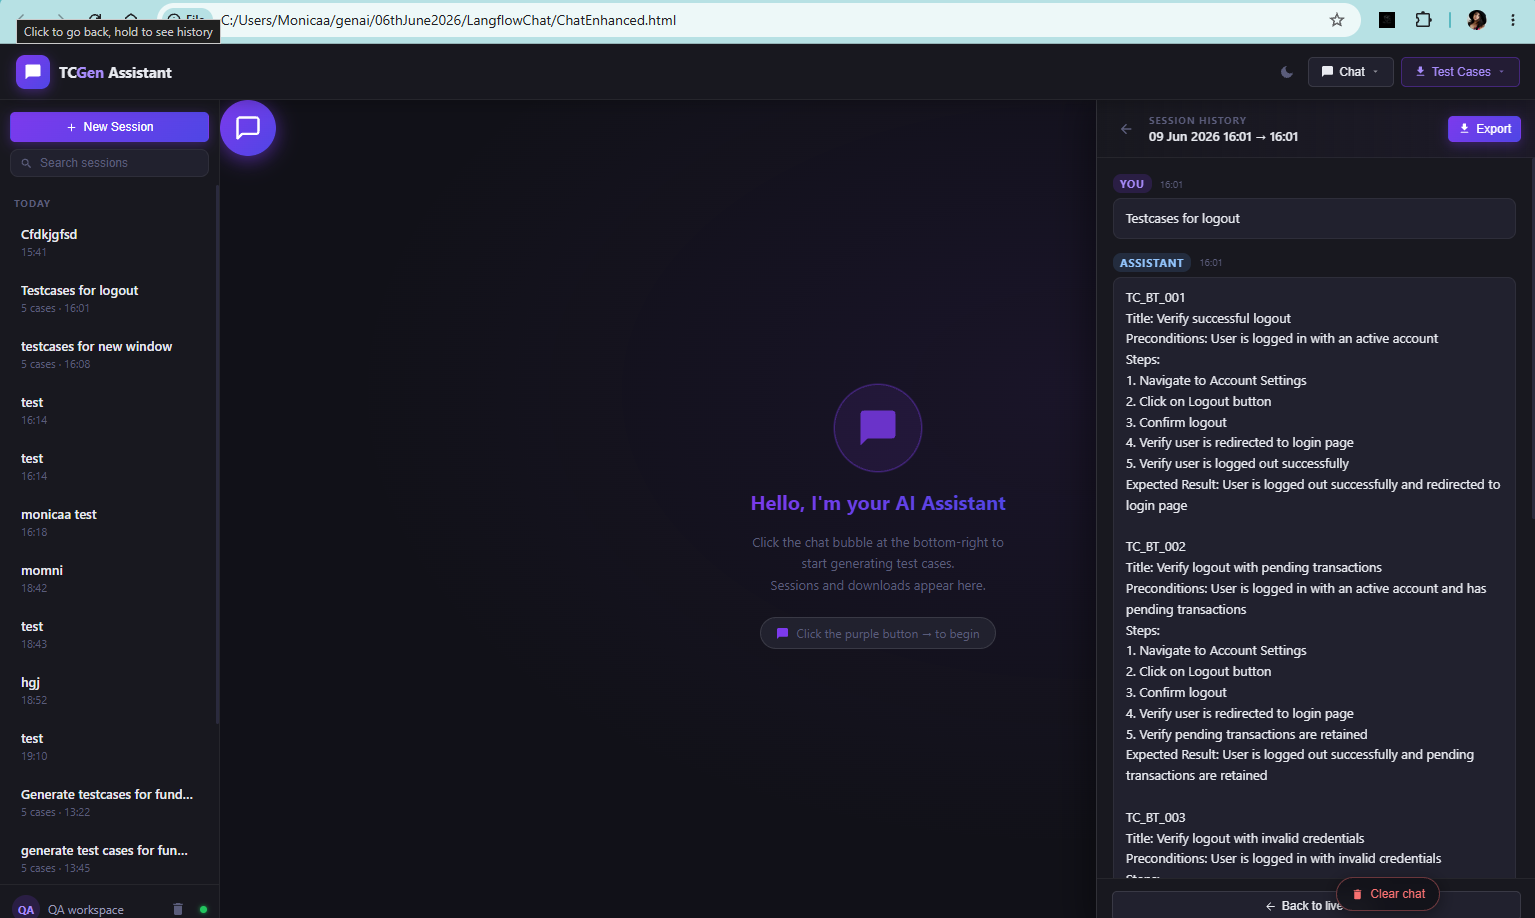 File
C:/Users/Monicaa/genai/06thJune2026/LangflowChat/ChatEnhanced.html
Click to go back, hold to see history
TCGen Assistant
Chat
Test Cases
+ New Session
Search sessions
TODAY
Cfdkjgfsd
15:41
Testcases for logout
5 cases · 16:01
testcases for new window
5 cases · 16:08
test
16:14
test
16:14
monicaa test
16:18
momni
18:42
test
18:43
hgj
18:52
test
19:10
Generate testcases for fund...
5 cases · 13:22
generate test cases for fun...
5 cases · 13:45
QA QA workspace
Hello, I'm your AI Assistant
Click the chat bubble at the bottom-right to
start generating test cases.
Sessions and downloads appear here.
Click the purple button → to begin
← SESSION HISTORY
09 Jun 2026 16:01 → 16:01
Export
YOU 16:01
Testcases for logout
ASSISTANT 16:01
TC_BT_001
Title: Verify successful logout
Preconditions: User is logged in with an active account
Steps:
1. Navigate to Account Settings
2. Click on Logout button
3. Confirm logout
4. Verify user is redirected to login page
5. Verify user is logged out successfully
Expected Result: User is logged out successfully and redirected to
login page
TC_BT_002
Title: Verify logout with pending transactions
Preconditions: User is logged in with an active account and has
pending transactions
Steps:
1. Navigate to Account Settings
2. Click on Logout button
3. Confirm logout
4. Verify user is redirected to login page
5. Verify pending transactions are retained
Expected Result: User is logged out successfully and pending
transactions are retained
TC_BT_003
Title: Verify logout with invalid credentials
Preconditions: User is logged in with invalid credentials
Steps:
← Back to live
Clear chat